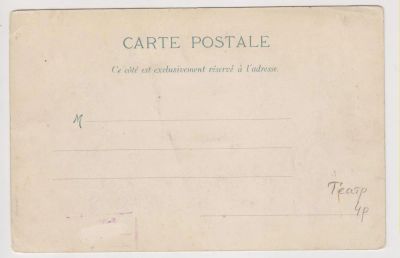 CARTE POSTALE
Ce côté est exclusivement réservé à l'adresse.
M
Театр
4р